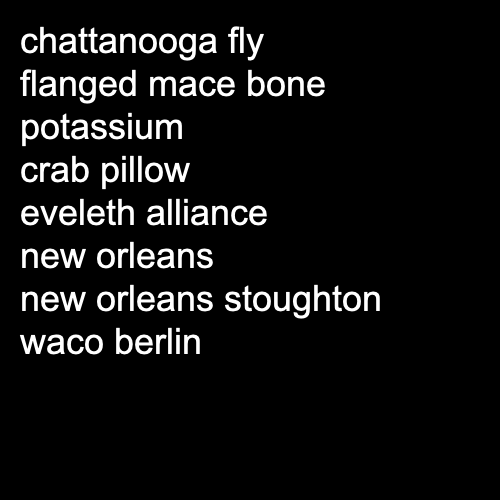 chattanooga fly
flanged mace bone
potassium
crab pillow
eveleth alliance
new orleans
new orleans stoughton
waco berlin